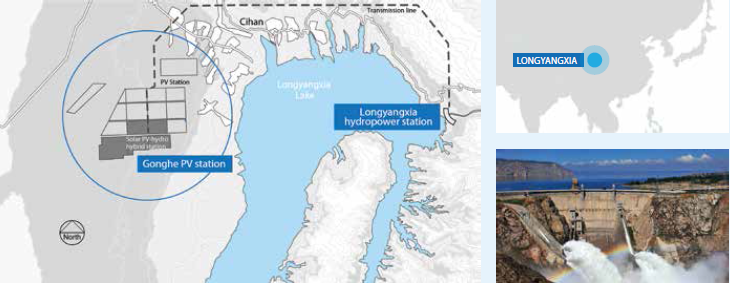 Transmission line
Cihan
PV Station
Longyangxia
Lake
Longyangxia
hydropower station
Solar PV-hydro
hybrid station
Gonghe PV station
North
LONGYANGXIA